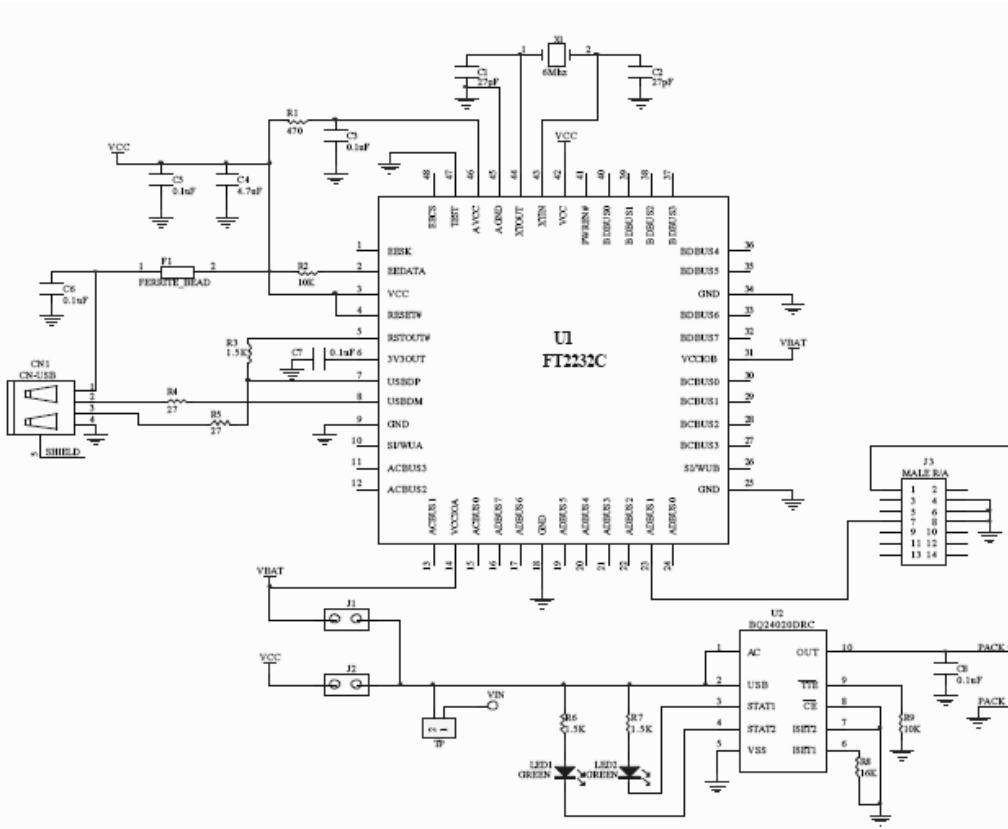 X1
1 2
6Mhz
C1
27pF
C2
27pF
R1
470
C3
0.1uF
VCC
VCC
C5
0.1uF
C4
4.7uF
48 47 46 45 44 43 42 41 40 39 38 37
EECS TEST AVCC AGND XTOUT XTIN VCC PWREN# BDBUS0 BDBUS1 BDBUS2 BDBUS3
1 EESK
2 EEDATA
3 VCC
4 RESET#
5 RSTOUT#
6 3V3OUT
7 USBDP
8 USBDM
9 GND
10 SI/WUA
11 ACBUS3
12 ACBUS2
U1
FT2232C
BDBUS4 36
BDBUS5 35
GND 34
BDBUS6 33
BDBUS7 32
VCCIOB 31
BCBUS0 30
BCBUS1 29
BCBUS2 28
BCBUS3 27
SI/WUB 26
GND 25
VBAT
ACBUS1 VCCIOA ACBUS0 ADBUS7 ADBUS6 GND ADBUS5 ADBUS4 ADBUS3 ADBUS2 ADBUS1 ADBUS0
13 14 15 16 17 18 19 20 21 22 23 24
1 F1 2
FERRITE_BEAD
R2
10K
C6
0.1uF
R3
1.5K
C7 0.1uF
CN1
CN-USB
1
2
3
4
5 SHIELD
R4
27
R5
27
J3
MALE R/A
1 2
3 4
5 6
7 8
9 10
11 12
13 14
VBAT
J1
VCC
J2
VIN
2 1
TP
R6
1.5K
R7
1.5K
LED1
GREEN
LED2
GREEN
U2
BQ24020DRC
1 AC OUT 10
2 USB TTE 9
3 STAT1 CE 8
4 STAT2 ISET2 7
5 VSS ISET1 6
PACK
C8
0.1uF
PACK
R9
10K
R8
16K